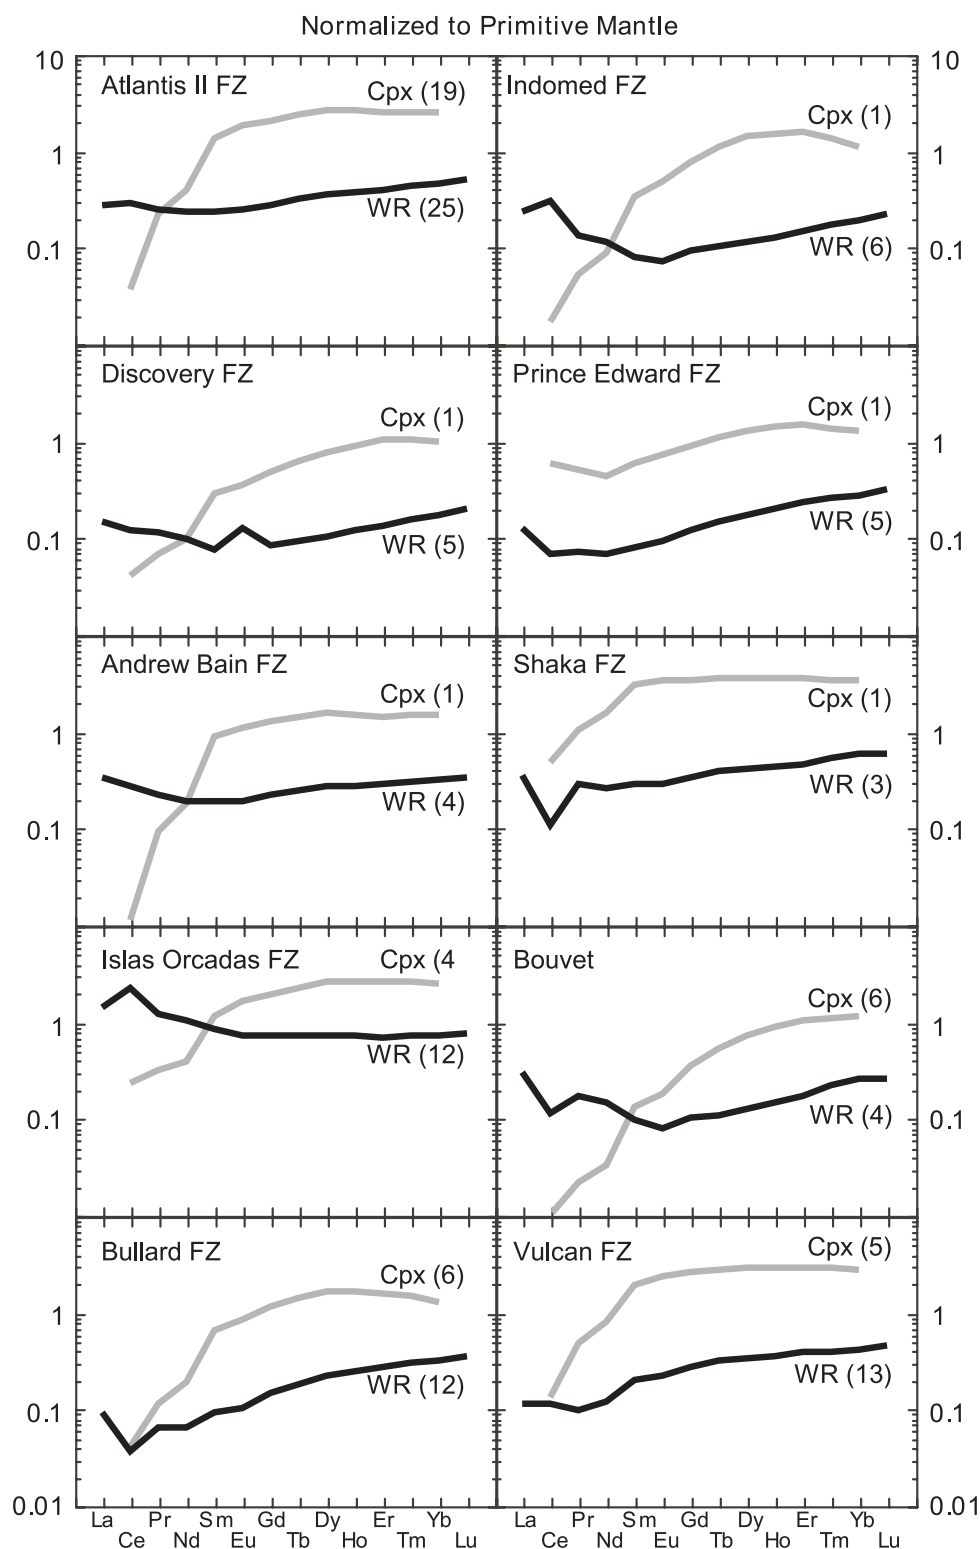 Normalized to Primitive Mantle
10 Atlantis II FZ Cpx (19) Indomed FZ Cpx (1) 10
1 1
WR (25) WR (6)
0.1 0.1
Discovery FZ Prince Edward FZ
Cpx (1) Cpx (1)
1 1
0.1 WR (5) WR (5) 0.1
Andrew Bain FZ Shaka FZ
Cpx (1) Cpx (1)
1 1
WR (4) WR (3)
0.1 0.1
Islas Orcadas FZ Cpx (4 Bouvet
Cpx (6)
1 1
WR (12) WR (4)
0.1 0.1
Bullard FZ Vulcan FZ Cpx (5)
Cpx (6)
1 1
WR (12) WR (13)
0.1 0.1
0.01 0.01
La Pr Sm Gd Dy Er Yb La Pr Sm Gd Dy Er Yb
Ce Nd Eu Tb Ho Tm Lu Ce Nd Eu Tb Ho Tm Lu